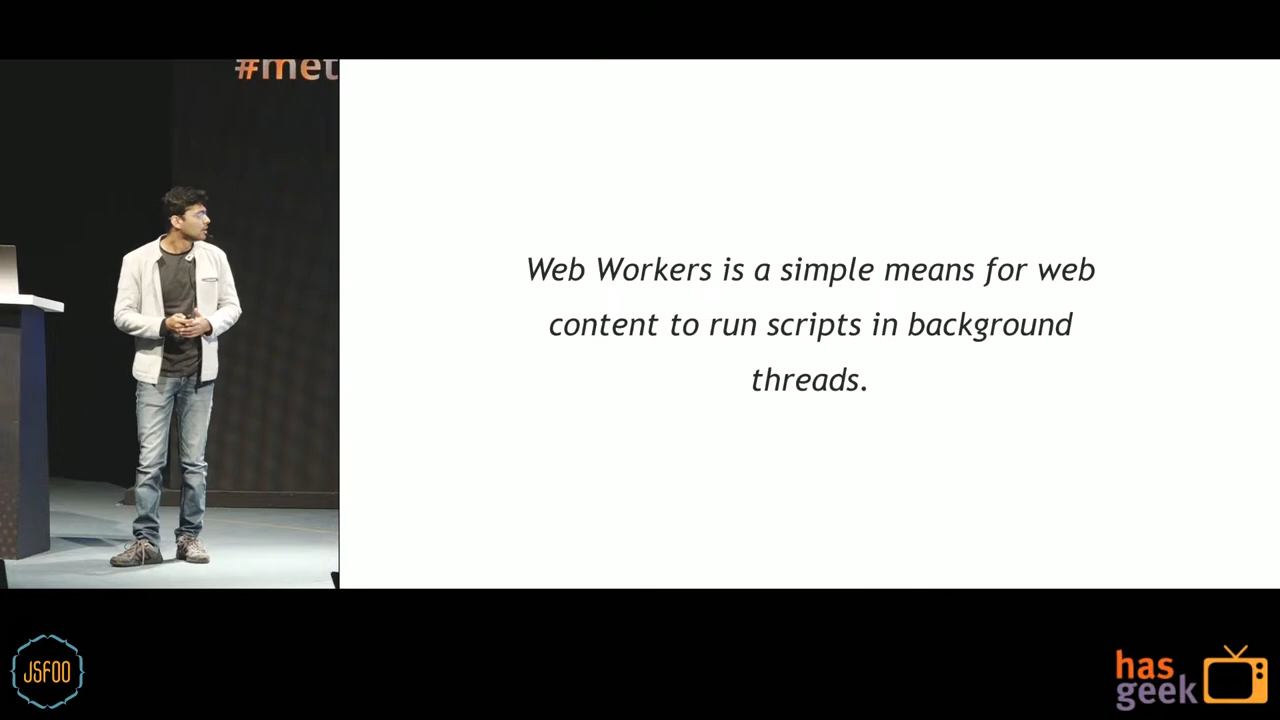 #met
Web Workers is a simple means for web
content to run scripts in background
threads.
JSFOO
has
geek